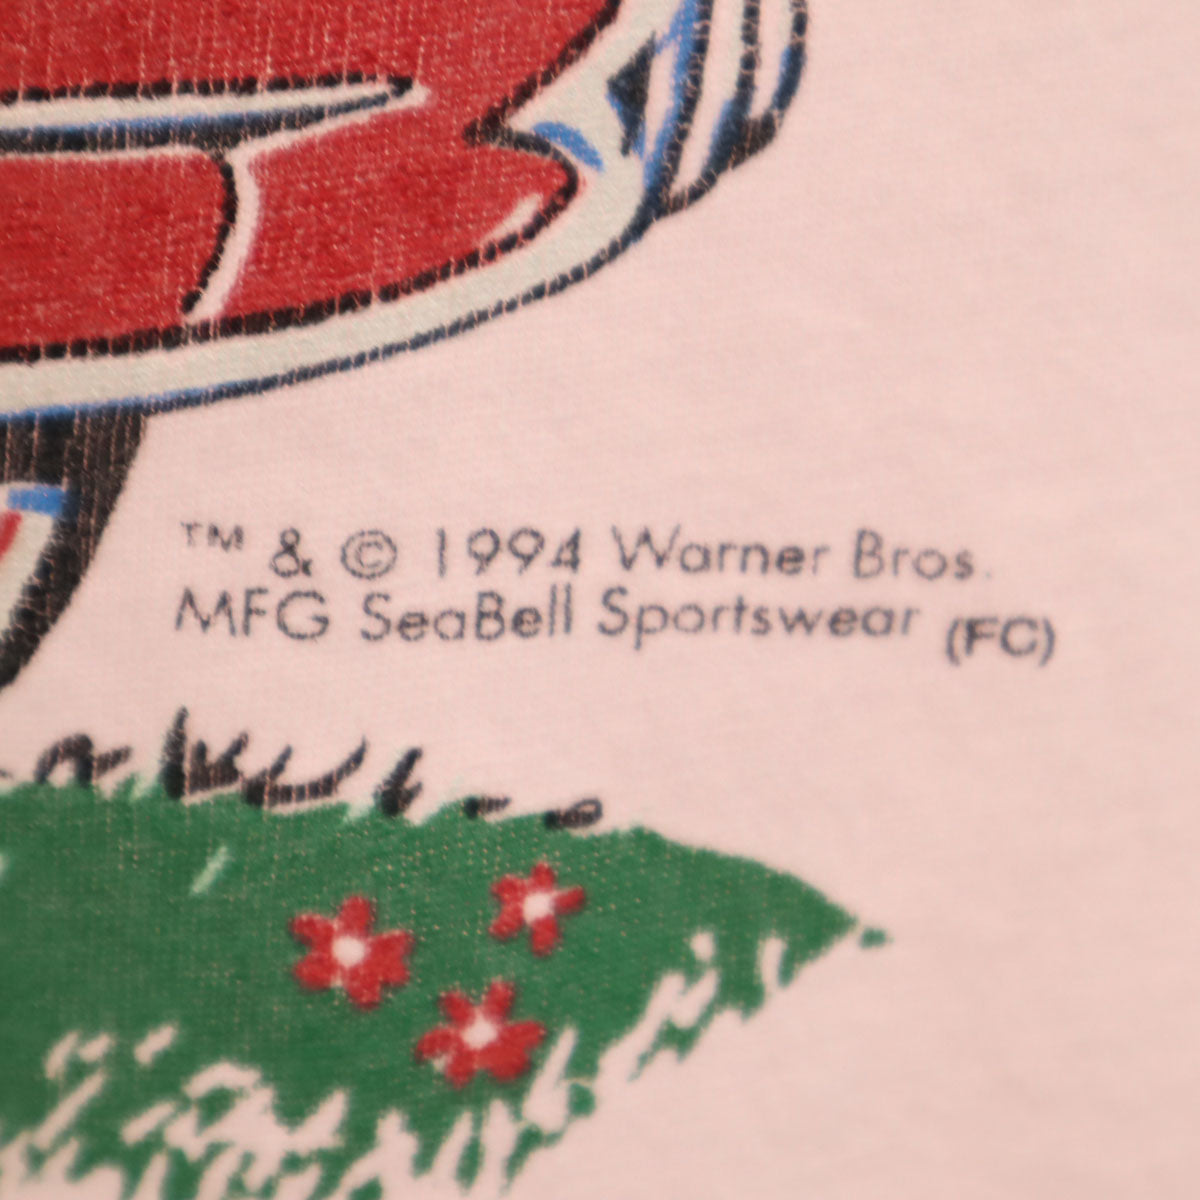 ™ & © 1994 Warner Bros.
MFG SeaBell Sportswear (FC)